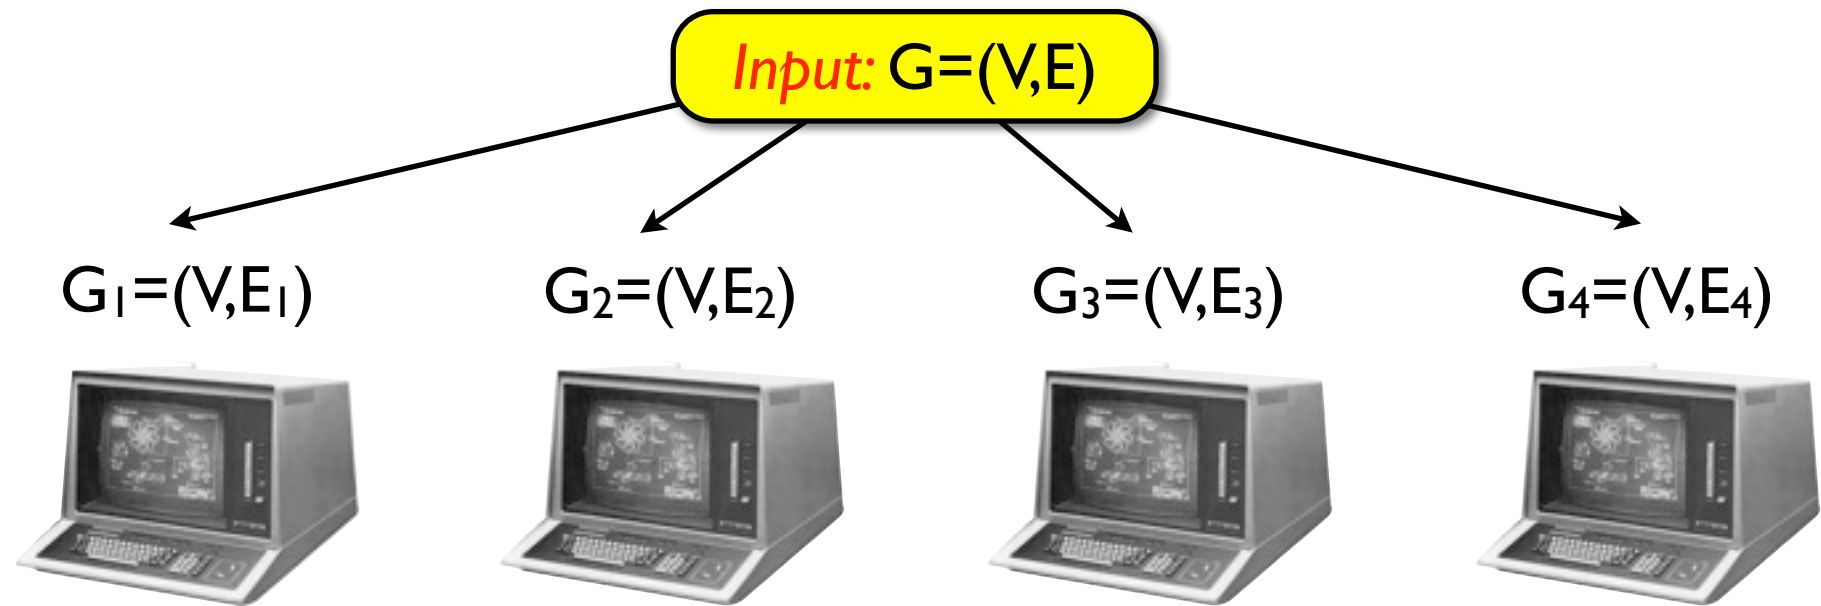 Input: G=(V,E)
G₁=(V,E₁)
G₂=(V,E₂)
G₃=(V,E₃)
G₄=(V,E₄)